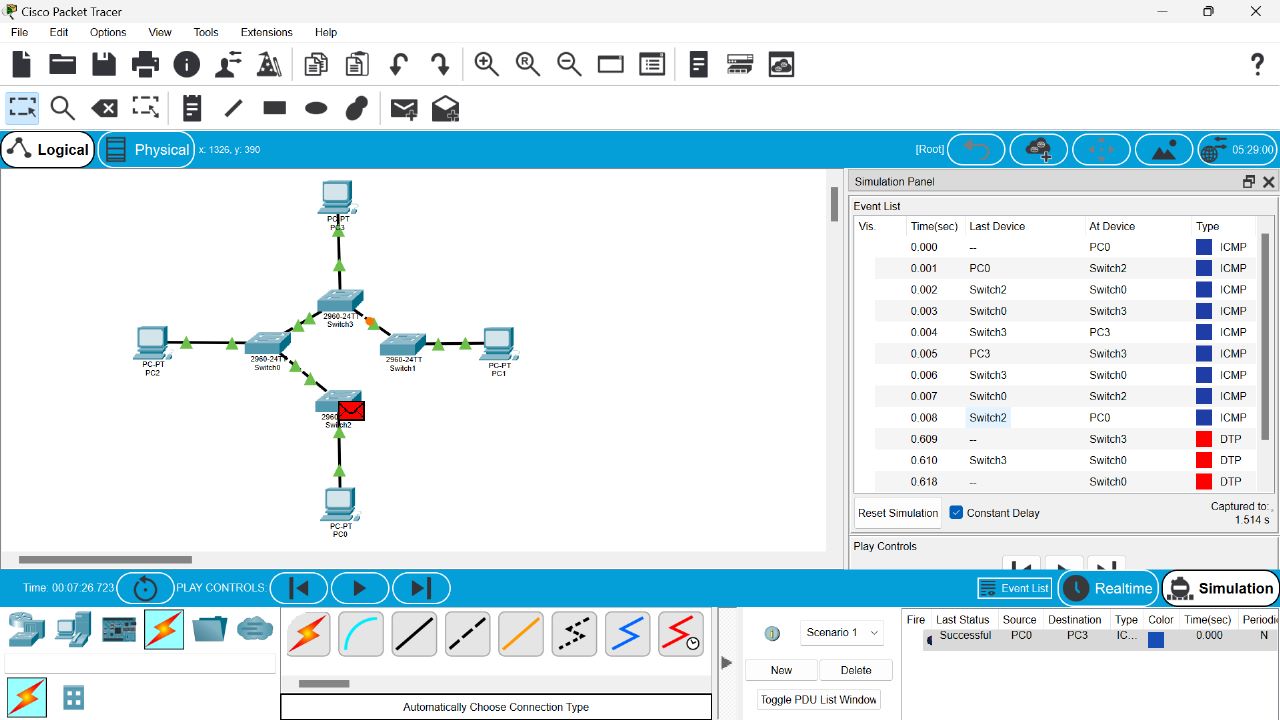 Cisco Packet Tracer
File Edit Options View Tools Extensions Help
Logical Physical x: 1326, y: 390 [Root] 05:29:00
PC-PT
PC3
2960-24TT
Switch3
PC-PT
PC2
2960-24TT
Switch0
2960-24TT
Switch1
PC-PT
PC1
2960
Switch2
PC-PT
PC0
Simulation Panel
Event List
Vis. Time(sec) Last Device At Device Type
0.000 -- PC0 ICMP
0.001 PC0 Switch2 ICMP
0.002 Switch2 Switch0 ICMP
0.003 Switch0 Switch3 ICMP
0.004 Switch3 PC3 ICMP
0.005 PC3 Switch3 ICMP
0.006 Switch3 Switch0 ICMP
0.007 Switch0 Switch2 ICMP
0.008 Switch2 PC0 ICMP
0.609 -- Switch3 DTP
0.610 Switch3 Switch0 DTP
0.618 -- Switch0 DTP
Reset Simulation Constant Delay Captured to:
1.514 s
Play Controls
Time: 00:07:26.723 PLAY CONTROLS: Event List Realtime Simulation
Scenario 1
New Delete
Toggle PDU List Window
Fire Last Status Source Destination Type Color Time(sec) Periodi
Successful PC0 PC3 IC... 0.000 N
Automatically Choose Connection Type